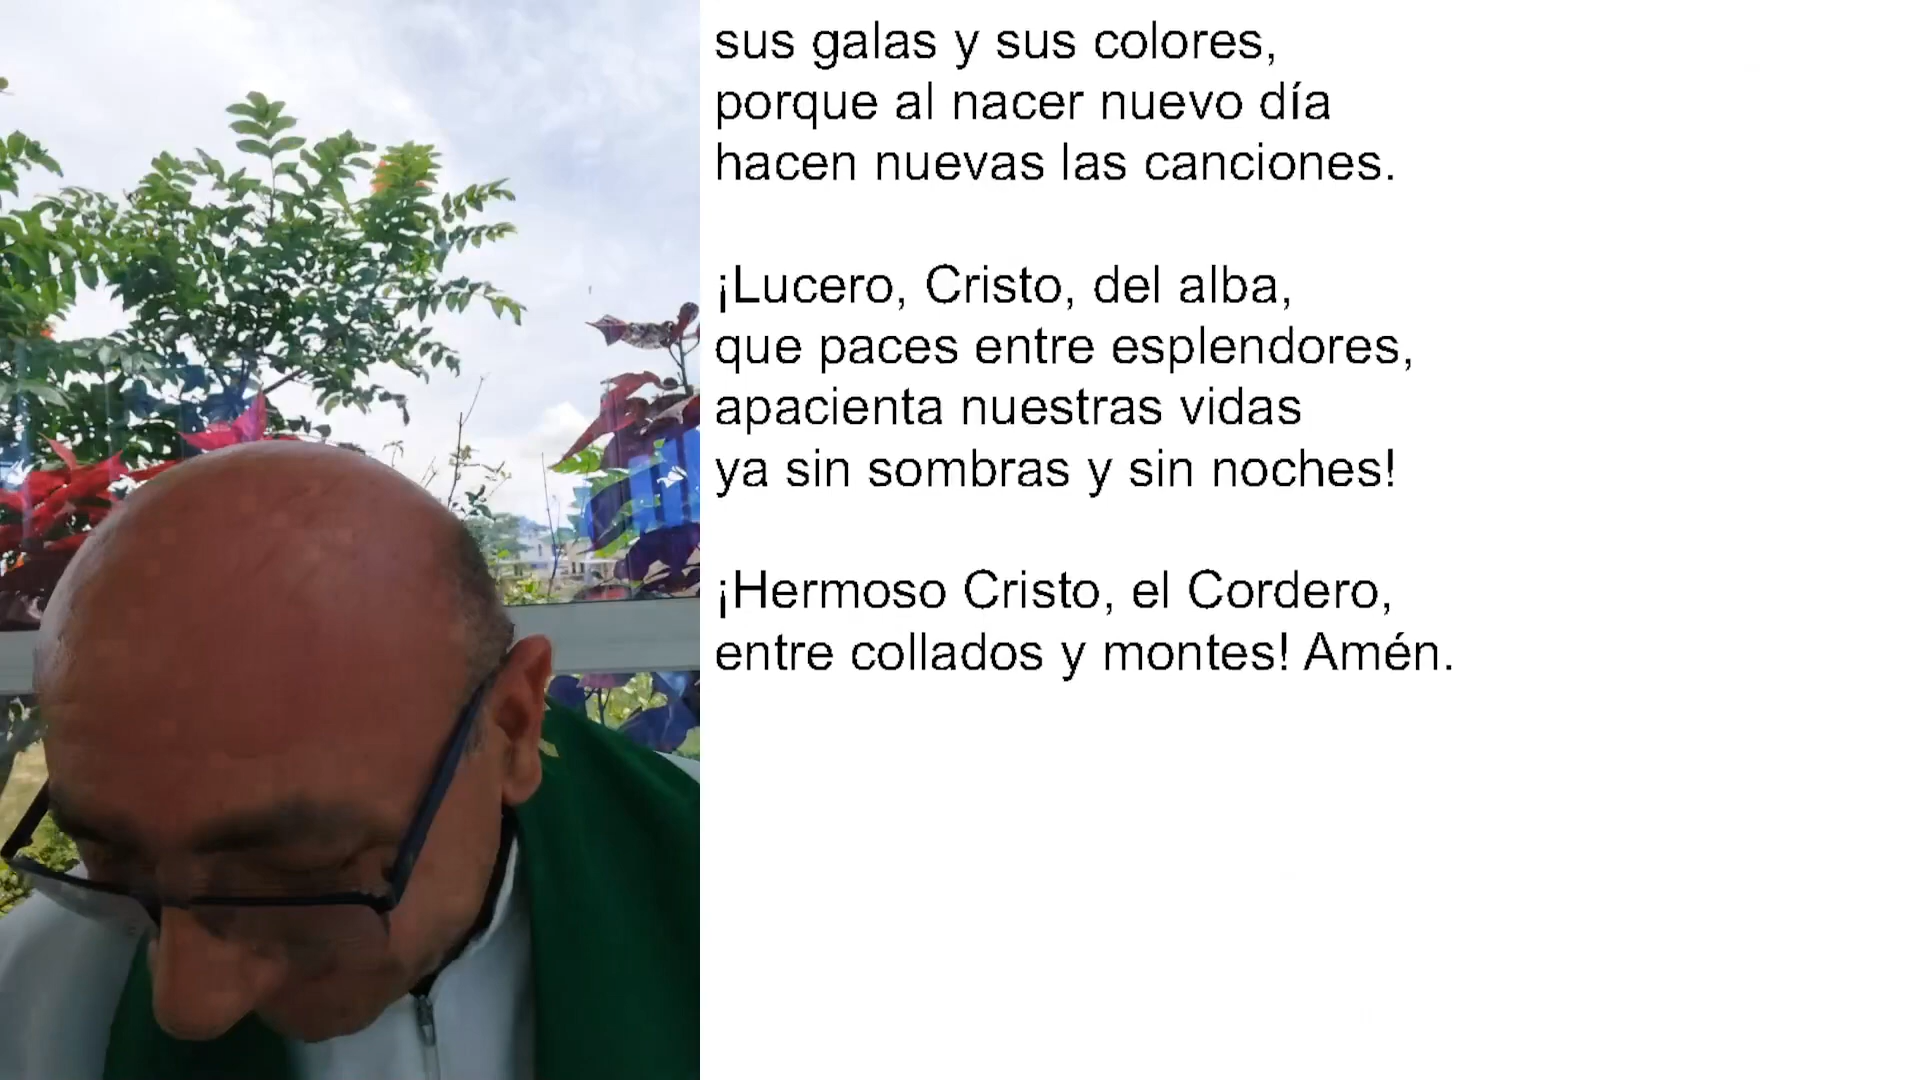 sus galas y sus colores,
porque al nacer nuevo día
hacen nuevas las canciones.
¡Lucero, Cristo, del alba,
que paces entre esplendores,
apacienta nuestras vidas
ya sin sombras y sin noches!
¡Hermoso Cristo, el Cordero,
entre collados y montes! Amén.